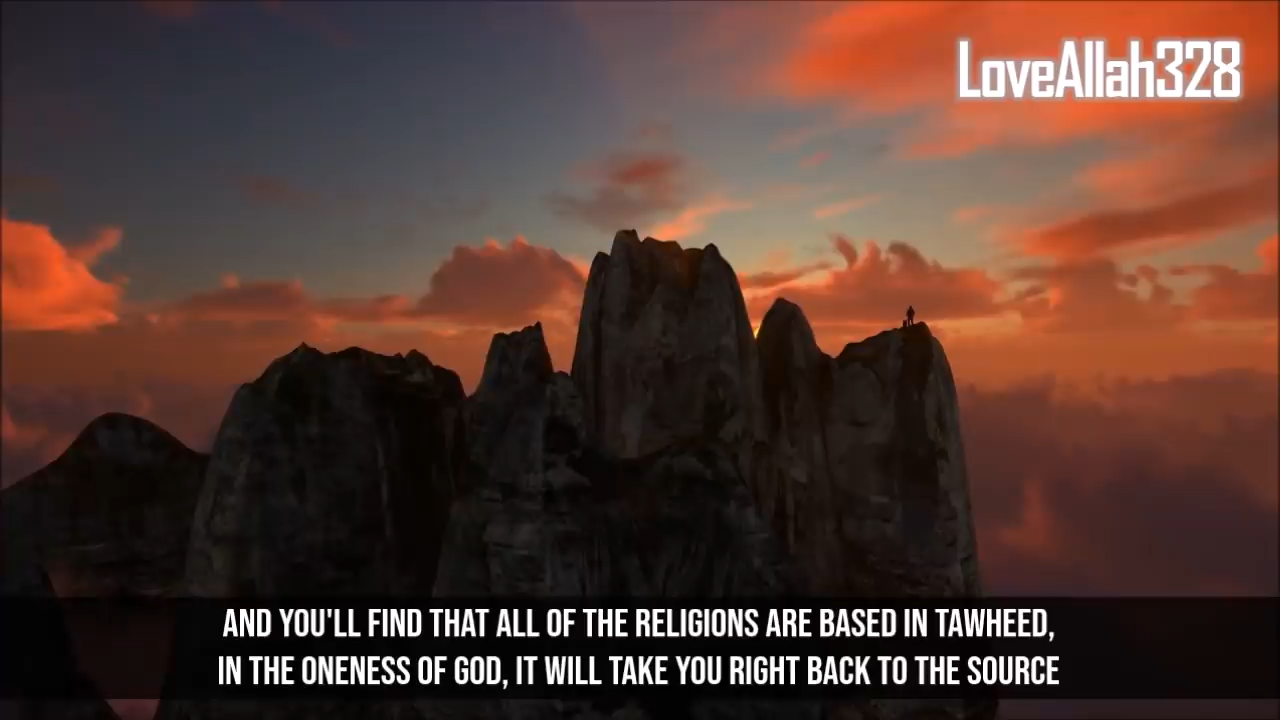 LoveAllah328
AND YOU'LL FIND THAT ALL OF THE RELIGIONS ARE BASED IN TAWHEED,
IN THE ONENESS OF GOD, IT WILL TAKE YOU RIGHT BACK TO THE SOURCE